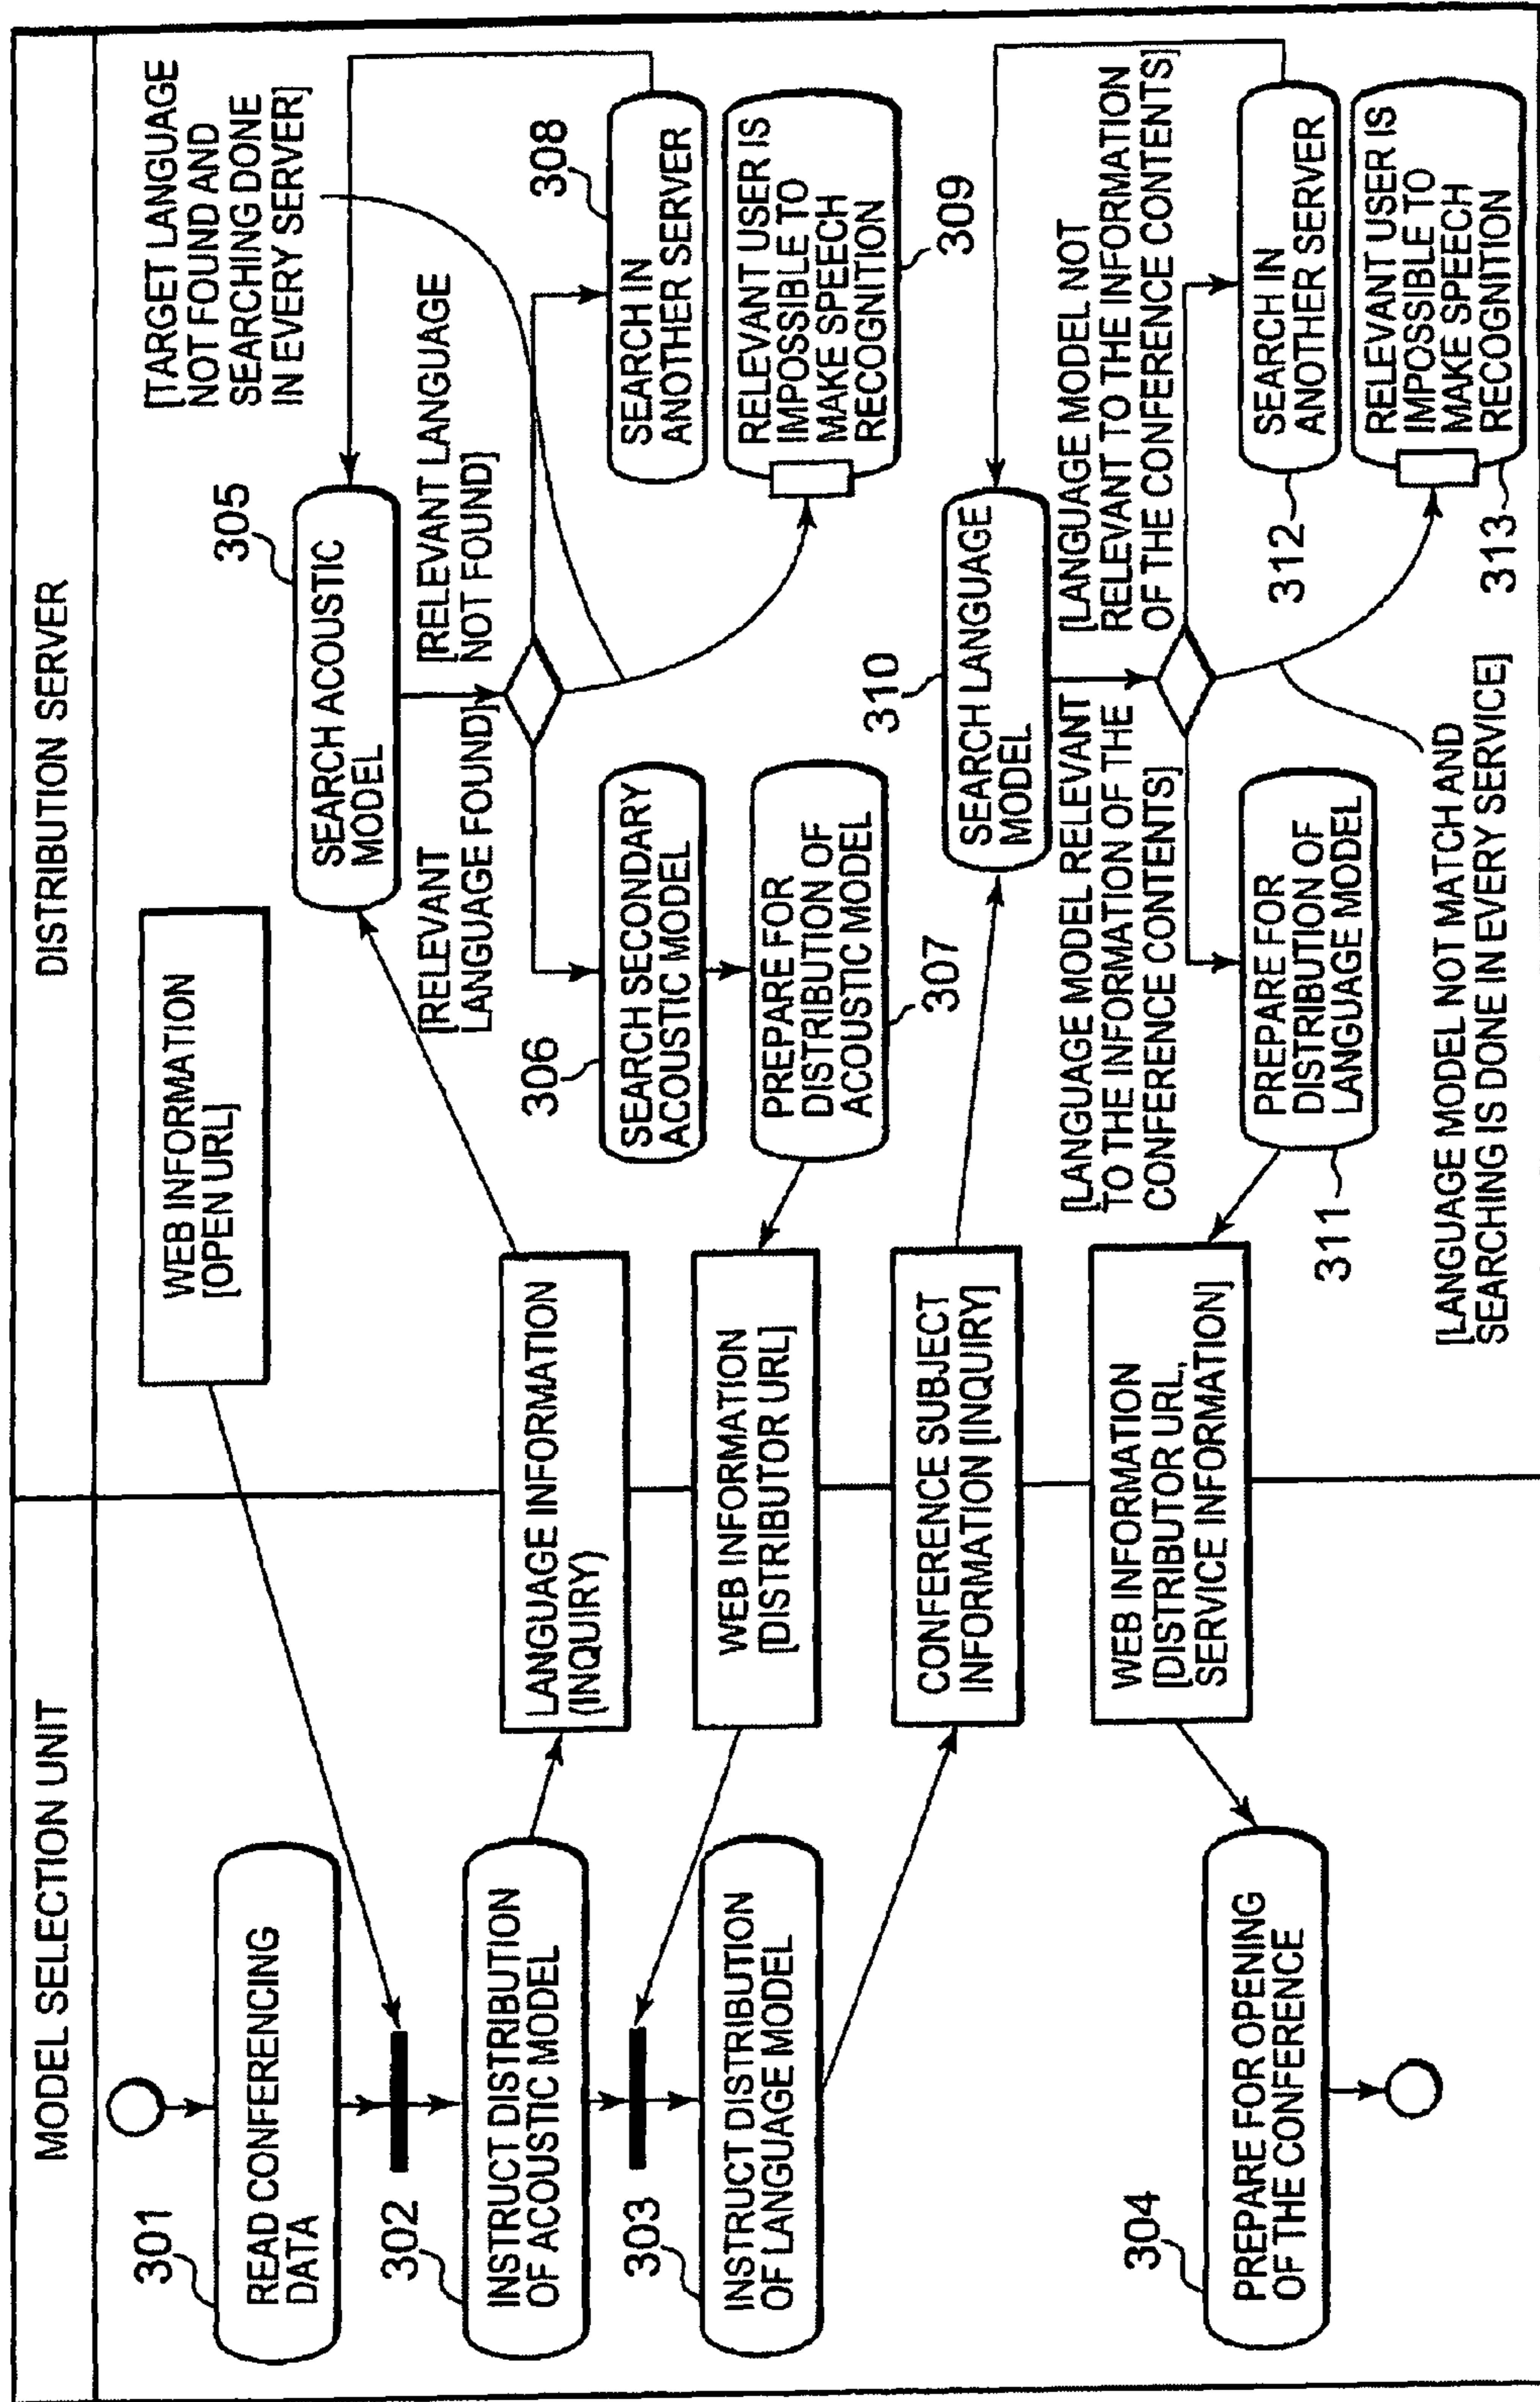 MODEL SELECTION UNIT
DISTRIBUTION SERVER
301
READ CONFERENCING
DATA
302
INSTRUCT DISTRIBUTION
OF ACOUSTIC MODEL
303
INSTRUCT DISTRIBUTION
OF LANGUAGE MODEL
304
PREPARE FOR OPENING
OF THE CONFERENCE
WEB INFORMATION
[OPEN URL]
LANGUAGE INFORMATION
(INQUIRY)
WEB INFORMATION
[DISTRIBUTOR URL]
CONFERENCE SUBJECT
INFORMATION [INQUIRY]
WEB INFORMATION
[DISTRIBUTOR URL,
SERVICE INFORMATION]
305
SEARCH ACOUSTIC
MODEL
[TARGET LANGUAGE
NOT FOUND AND
SEARCHING DONE
IN EVERY SERVER]
[RELEVANT
LANGUAGE FOUND]
[RELEVANT LANGUAGE
NOT FOUND]
306
SEARCH SECONDARY
ACOUSTIC MODEL
PREPARE FOR
DISTRIBUTION OF
ACOUSTIC MODEL
307
308
SEARCH IN
ANOTHER SERVER
RELEVANT USER IS
IMPOSSIBLE TO
MAKE SPEECH
RECOGNITION
309
310
SEARCH LANGUAGE
MODEL
[LANGUAGE MODEL RELEVANT
TO THE INFORMATION OF THE
CONFERENCE CONTENTS]
[LANGUAGE MODEL NOT
RELEVANT TO THE INFORMATION
OF THE CONFERENCE CONTENTS]
PREPARE FOR
DISTRIBUTION OF
LANGUAGE MODEL
311
SEARCH IN
ANOTHER SERVER
312
RELEVANT USER IS
IMPOSSIBLE TO
MAKE SPEECH
RECOGNITION
313
[LANGUAGE MODEL NOT MATCH AND
SEARCHING IS DONE IN EVERY SERVICE]